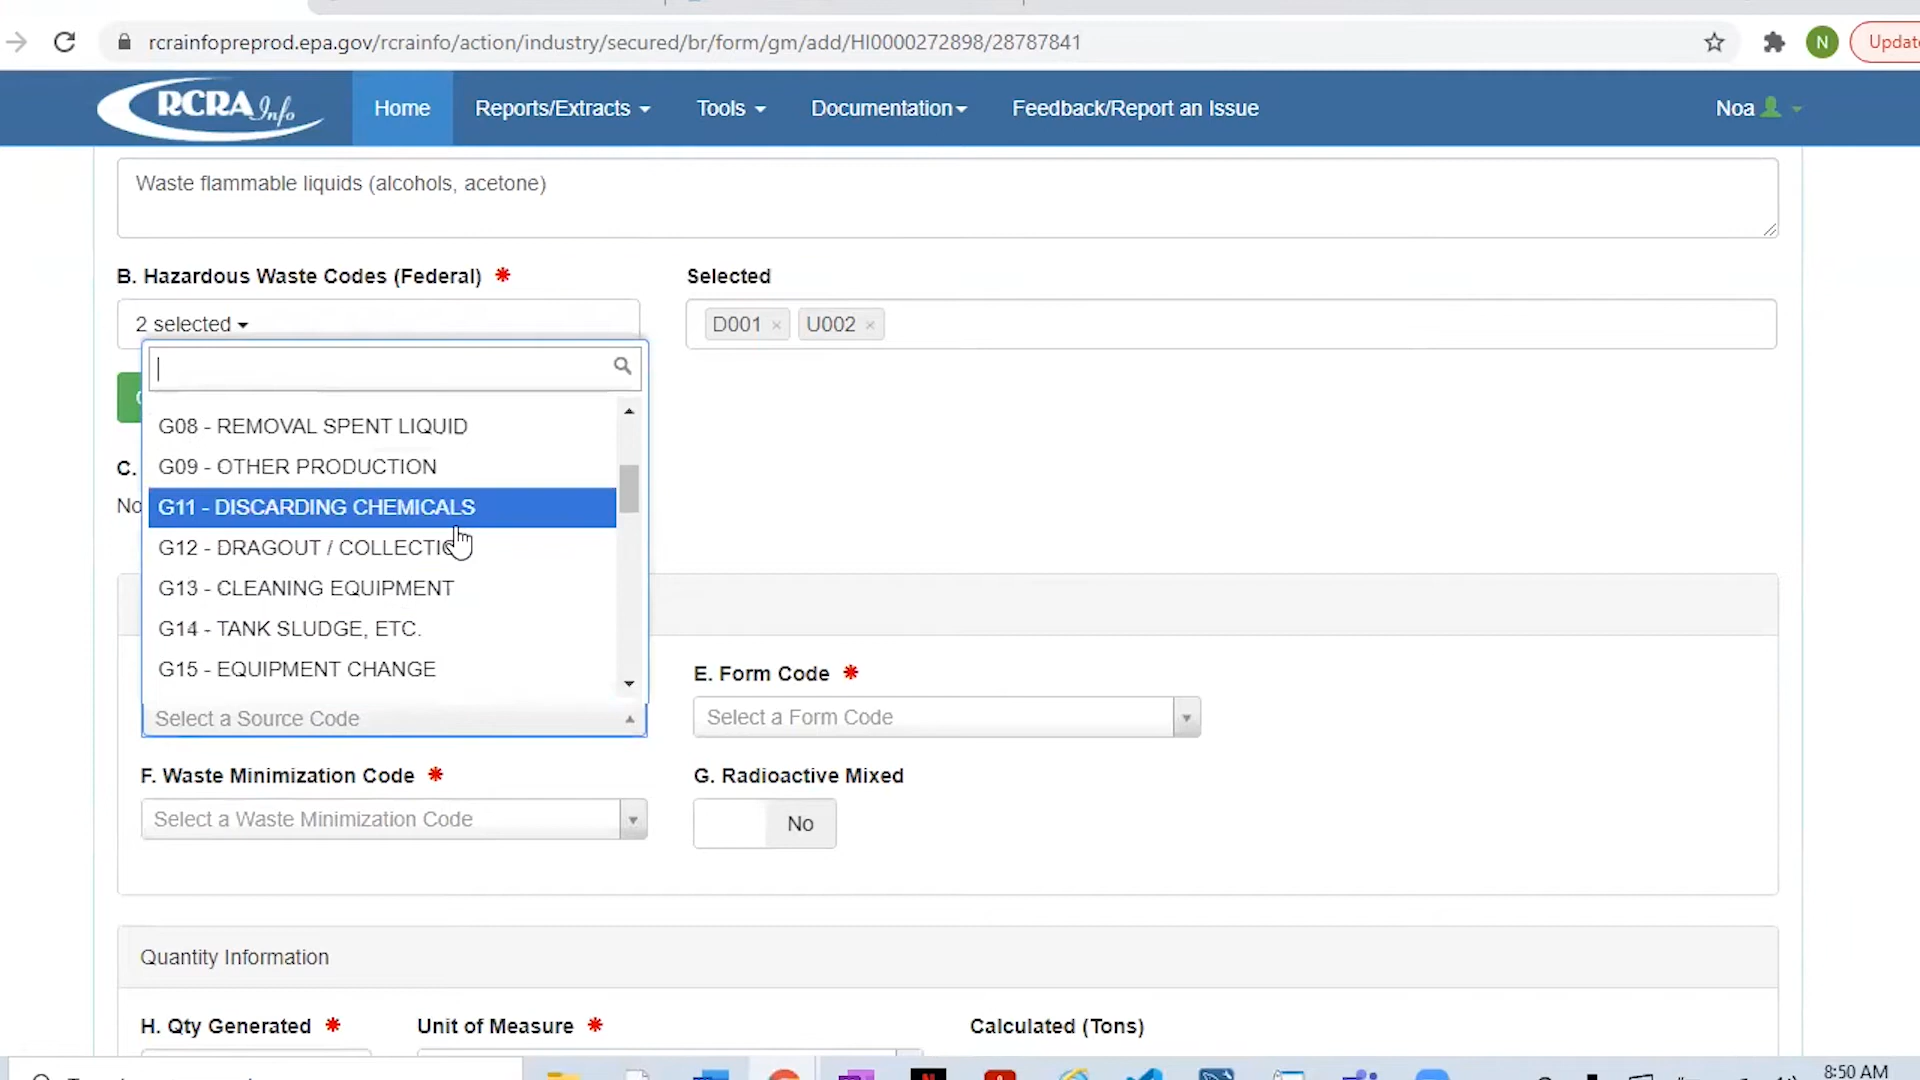 rcrainfopreprod.epa.gov/rcrainfo/action/industry/secured/br/form/gm/add/HI0000272898/28787841
N
Update
RCRAInfo
Home
Reports/Extracts
Tools
Documentation
Feedback/Report an Issue
Noa
Waste flammable liquids (alcohols, acetone)
B. Hazardous Waste Codes (Federal) *
Selected
2 selected
D001 ×
U002 ×
G08 - REMOVAL SPENT LIQUID
G09 - OTHER PRODUCTION
C.
G11 - DISCARDING CHEMICALS
No
G12 - DRAGOUT / COLLECTIO
G13 - CLEANING EQUIPMENT
G14 - TANK SLUDGE, ETC.
G15 - EQUIPMENT CHANGE
E. Form Code *
Select a Source Code
Select a Form Code
F. Waste Minimization Code *
G. Radioactive Mixed
Select a Waste Minimization Code
No
Quantity Information
H. Qty Generated *
Unit of Measure *
Calculated (Tons)
8:50 AM